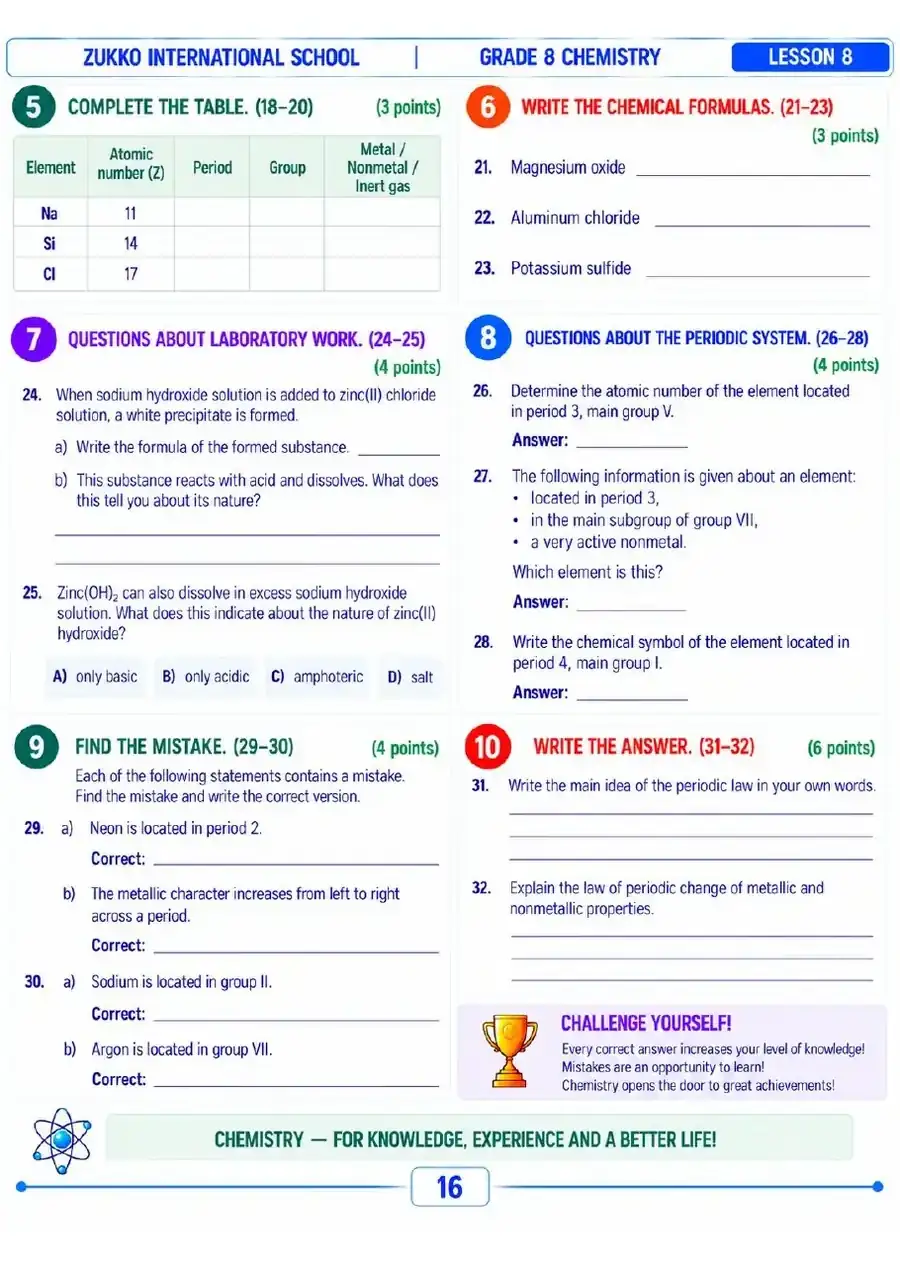 ZUKKO INTERNATIONAL SCHOOL | GRADE 8 CHEMISTRY LESSON 8
5 COMPLETE THE TABLE. (18–20) (3 points)
Element Atomic number (Z) Period Group Metal / Nonmetal / Inert gas
Na 11
Si 14
Cl 17
6 WRITE THE CHEMICAL FORMULAS. (21–23)
(3 points)
21. Magnesium oxide
22. Aluminum chloride
23. Potassium sulfide
7 QUESTIONS ABOUT LABORATORY WORK. (24–25)
(4 points)
24. When sodium hydroxide solution is added to zinc(II) chloride
solution, a white precipitate is formed.
a) Write the formula of the formed substance.
b) This substance reacts with acid and dissolves. What does
this tell you about its nature?
25. Zinc(OH)₂ can also dissolve in excess sodium hydroxide
solution. What does this indicate about the nature of zinc(II)
hydroxide?
A) only basic B) only acidic C) amphoteric D) salt
8 QUESTIONS ABOUT THE PERIODIC SYSTEM. (26–28)
(4 points)
26. Determine the atomic number of the element located
in period 3, main group V.
Answer:
27. The following information is given about an element:
• located in period 3,
• in the main subgroup of group VII,
• a very active nonmetal.
Which element is this?
Answer:
28. Write the chemical symbol of the element located in
period 4, main group I.
Answer:
9 FIND THE MISTAKE. (29–30) (4 points)
Each of the following statements contains a mistake.
Find the mistake and write the correct version.
29. a) Neon is located in period 2.
Correct:
b) The metallic character increases from left to right
across a period.
Correct:
30. a) Sodium is located in group II.
Correct:
b) Argon is located in group VII.
Correct:
10 WRITE THE ANSWER. (31–32) (6 points)
31. Write the main idea of the periodic law in your own words.
32. Explain the law of periodic change of metallic and
nonmetallic properties.
CHALLENGE YOURSELF!
Every correct answer increases your level of knowledge!
Mistakes are an opportunity to learn!
Chemistry opens the door to great achievements!
CHEMISTRY — FOR KNOWLEDGE, EXPERIENCE AND A BETTER LIFE!
16